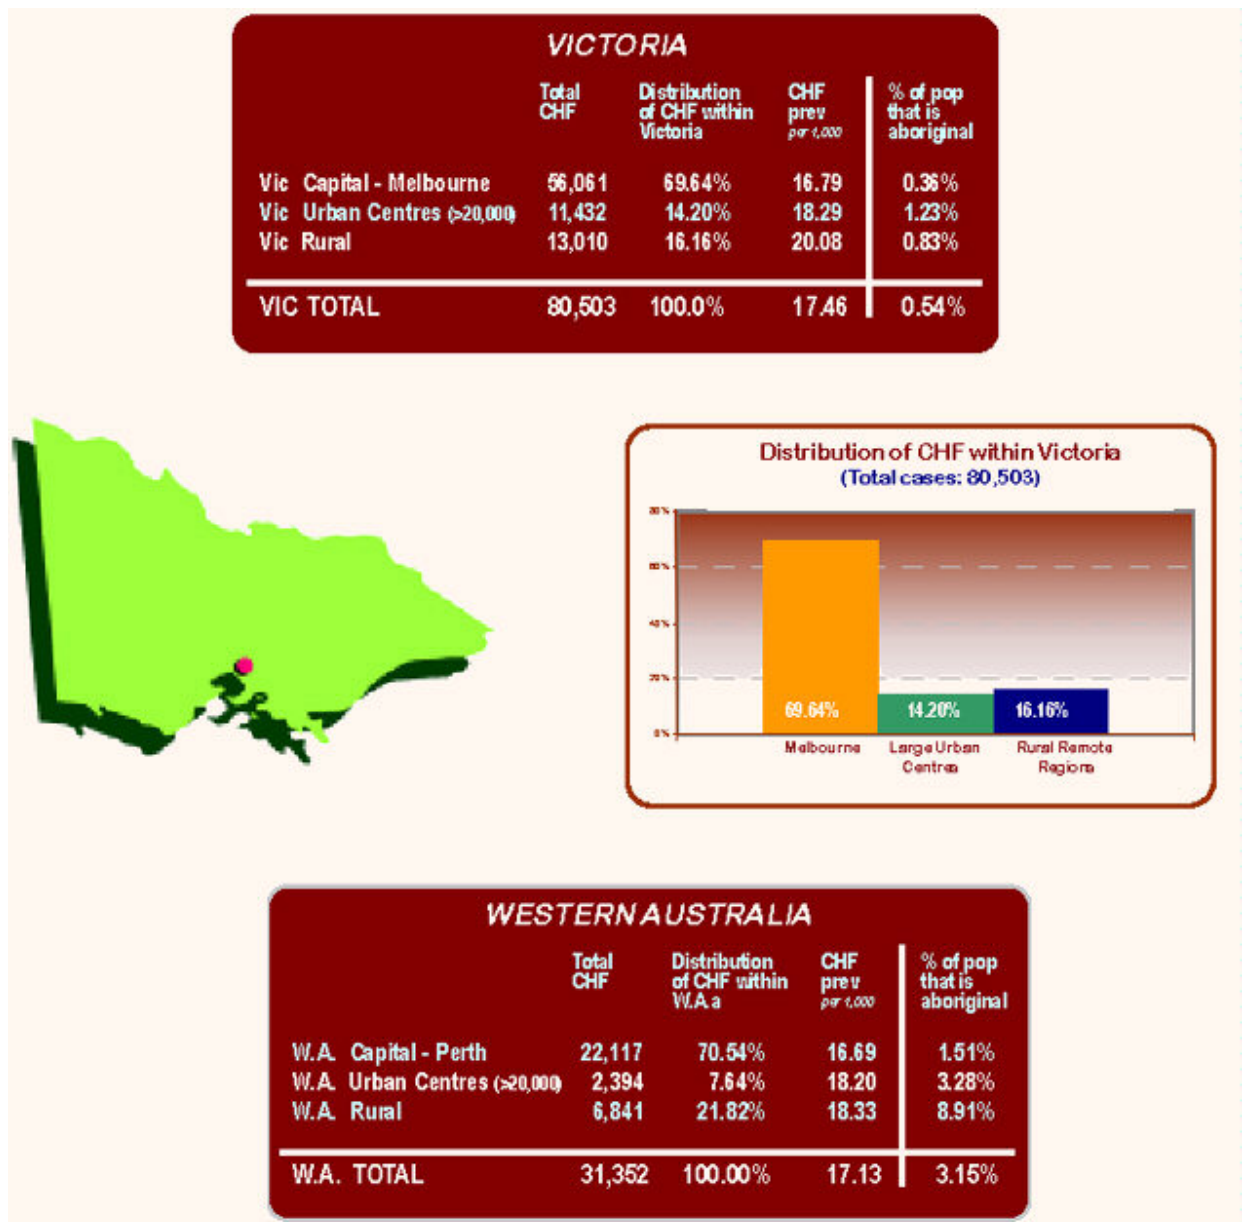 VICTORIA
Total CHF Distribution of CHF within Victoria CHF prev per 1,000 % of pop that is aboriginal
Vic Capital - Melbourne 56,061 69.64% 16.79 0.36%
Vic Urban Centres (>20,000) 11,432 14.20% 18.29 1.23%
Vic Rural 13,010 16.16% 20.08 0.83%
VIC TOTAL 80,503 100.0% 17.46 0.54%
Distribution of CHF within Victoria
(Total cases: 80,503)
80%
60%
40%
20%
0%
69.64% 14.20% 16.16%
Melbourne Large Urban Centres Rural Remote Regions
WESTERN AUSTRALIA
Total CHF Distribution of CHF within W.A a CHF prev per 1,000 % of pop that is aboriginal
W.A. Capital - Perth 22,117 70.54% 16.69 1.51%
W.A. Urban Centres (>20,000) 2,394 7.64% 18.20 3.28%
W.A. Rural 6,841 21.82% 18.33 8.91%
W.A. TOTAL 31,352 100.00% 17.13 3.15%